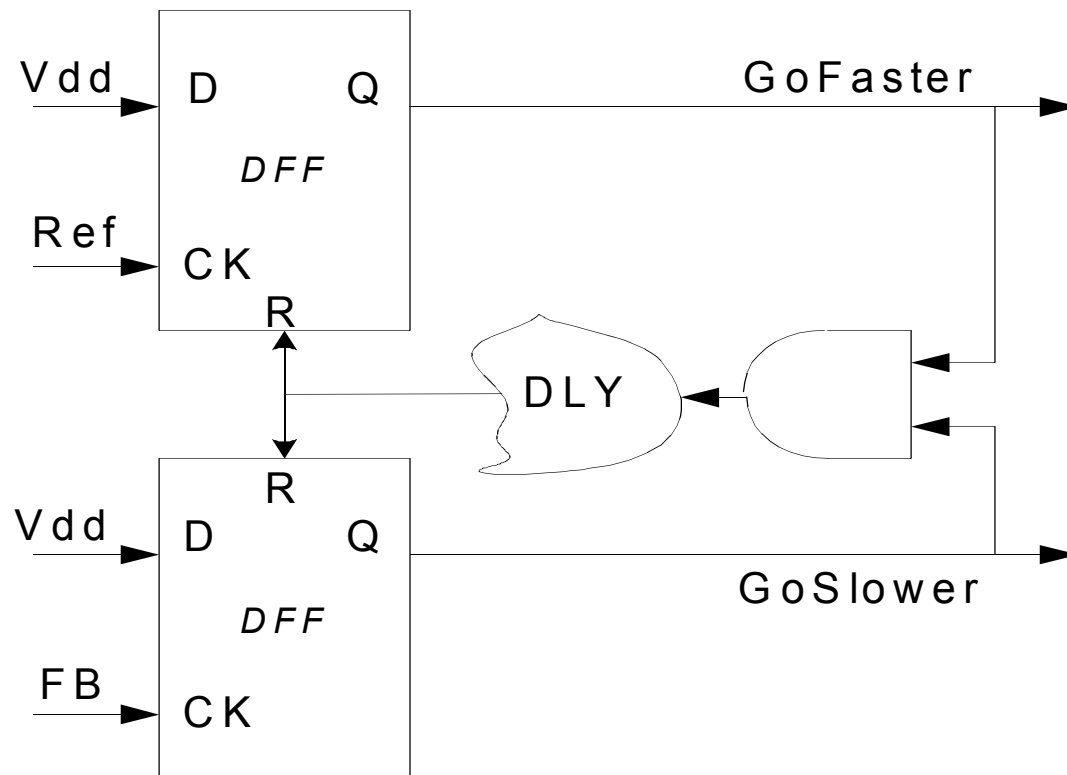 Vdd
D
Q
GoFaster
DFF
Ref
CK
R
DLY
R
Vdd
D
Q
GoSlower
DFF
FB
CK